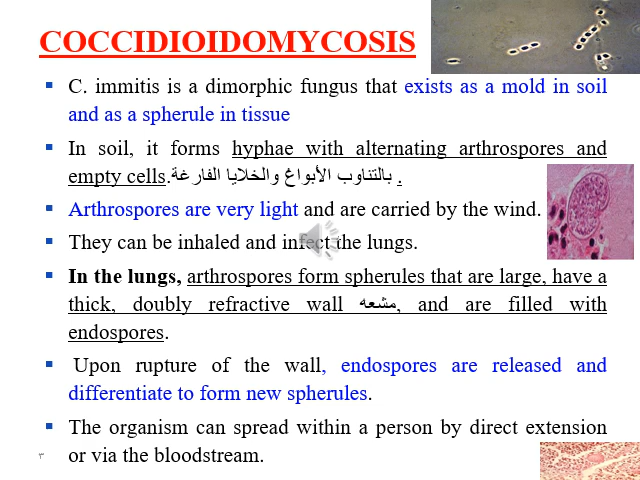 COCCIDIOIDOMYCOSIS
▪ C. immitis is a dimorphic fungus that exists as a mold in soil
and as a spherule in tissue
▪ In soil, it forms hyphae with alternating arthrospores and
empty cells.بالتناوب الأبواغ والخلايا الفارغة .
▪ Arthrospores are very light and are carried by the wind.
▪ They can be inhaled and infect the lungs.
▪ In the lungs, arthrospores form spherules that are large, have a
thick, doubly refractive wall مشعه, and are filled with
endospores.
▪ Upon rupture of the wall, endospores are released and
differentiate to form new spherules.
▪ The organism can spread within a person by direct extension
or via the bloodstream.
٣